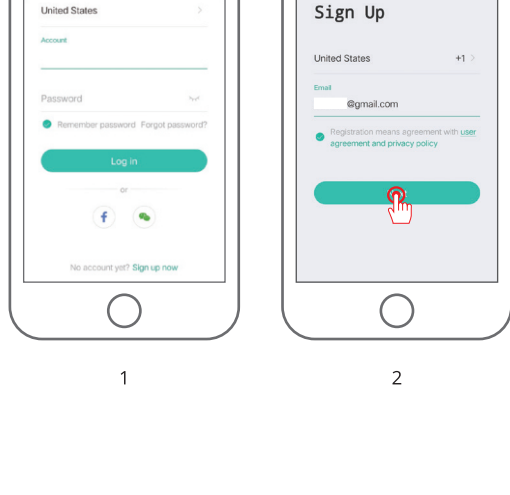 United States
Account
Password
Remember password Forgot password?
Log in
or
No account yet? Sign up now
1
Sign Up
United States +1
Email
@gmail.com
Registration means agreement with user
agreement and privacy policy
2